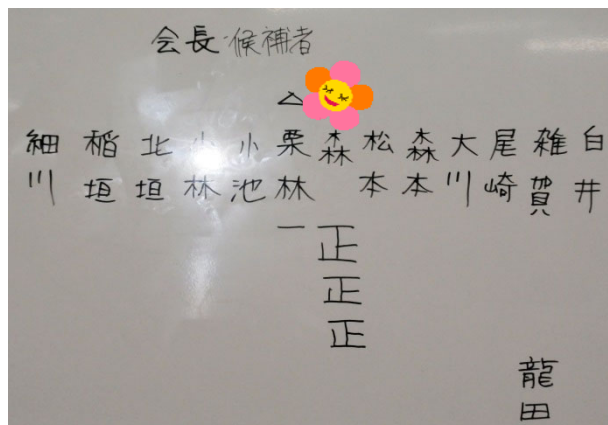 会長 候補者
△
細川
稲垣
北垣
小林
小池
栗林
森
松本
森本
大川
尾崎
雑賀
白井
一
正
正
正
龍田